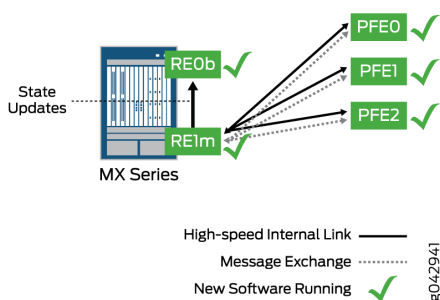 PFE0
RE0b
State
Updates
PFE1
PFE2
RE1m
MX Series
High-speed Internal Link
Message Exchange
New Software Running
g042941